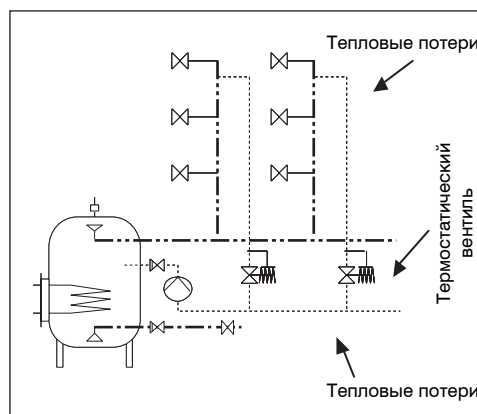 Тепловые потери
Термостатический
вентиль
Тепловые потери